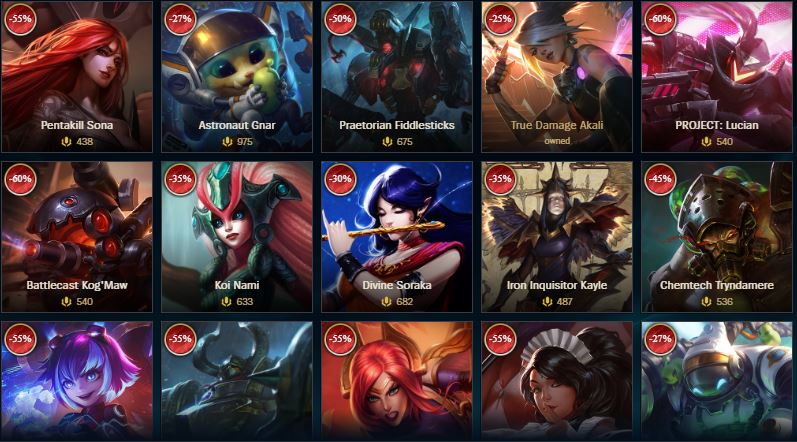 -55%
-27%
-50%
-25%
-60%
Pentakill Sona
Astronaut Gnar
Praetorian Fiddlesticks
True Damage Akali
PROJECT: Lucian
438
975
675
owned
540
-60%
-35%
-30%
-35%
-45%
Battlecast Kog'Maw
Koi Nami
Divine Soraka
Iron Inquisitor Kayle
Chemtech Tryndamere
540
633
682
487
536
-55%
-55%
-55%
-55%
-27%